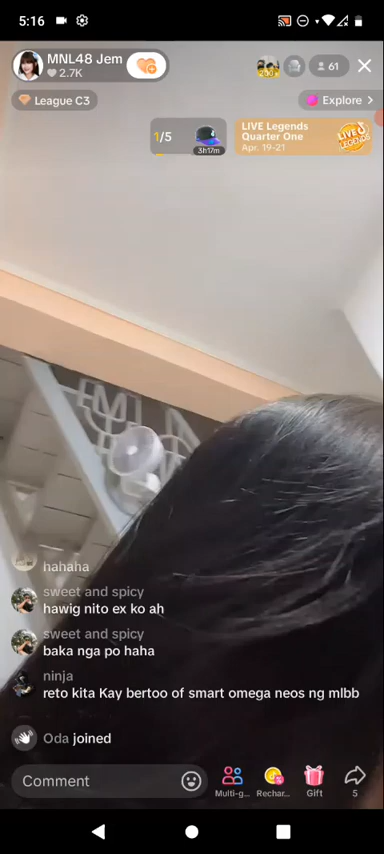 5:16
MNL48 Jem
2.7K
61
League C3
Explore
1/5
3h17m
LIVE Legends
Quarter One
Apr. 19-21
LIVE
hahaha
sweet and spicy
hawig nito ex ko ah
sweet and spicy
baka nga po haha
ninja
reto kita Kay bertoo of smart omega neos ng mlbb
Oda joined
Comment
Multi-g...
Rechar...
Gift
5